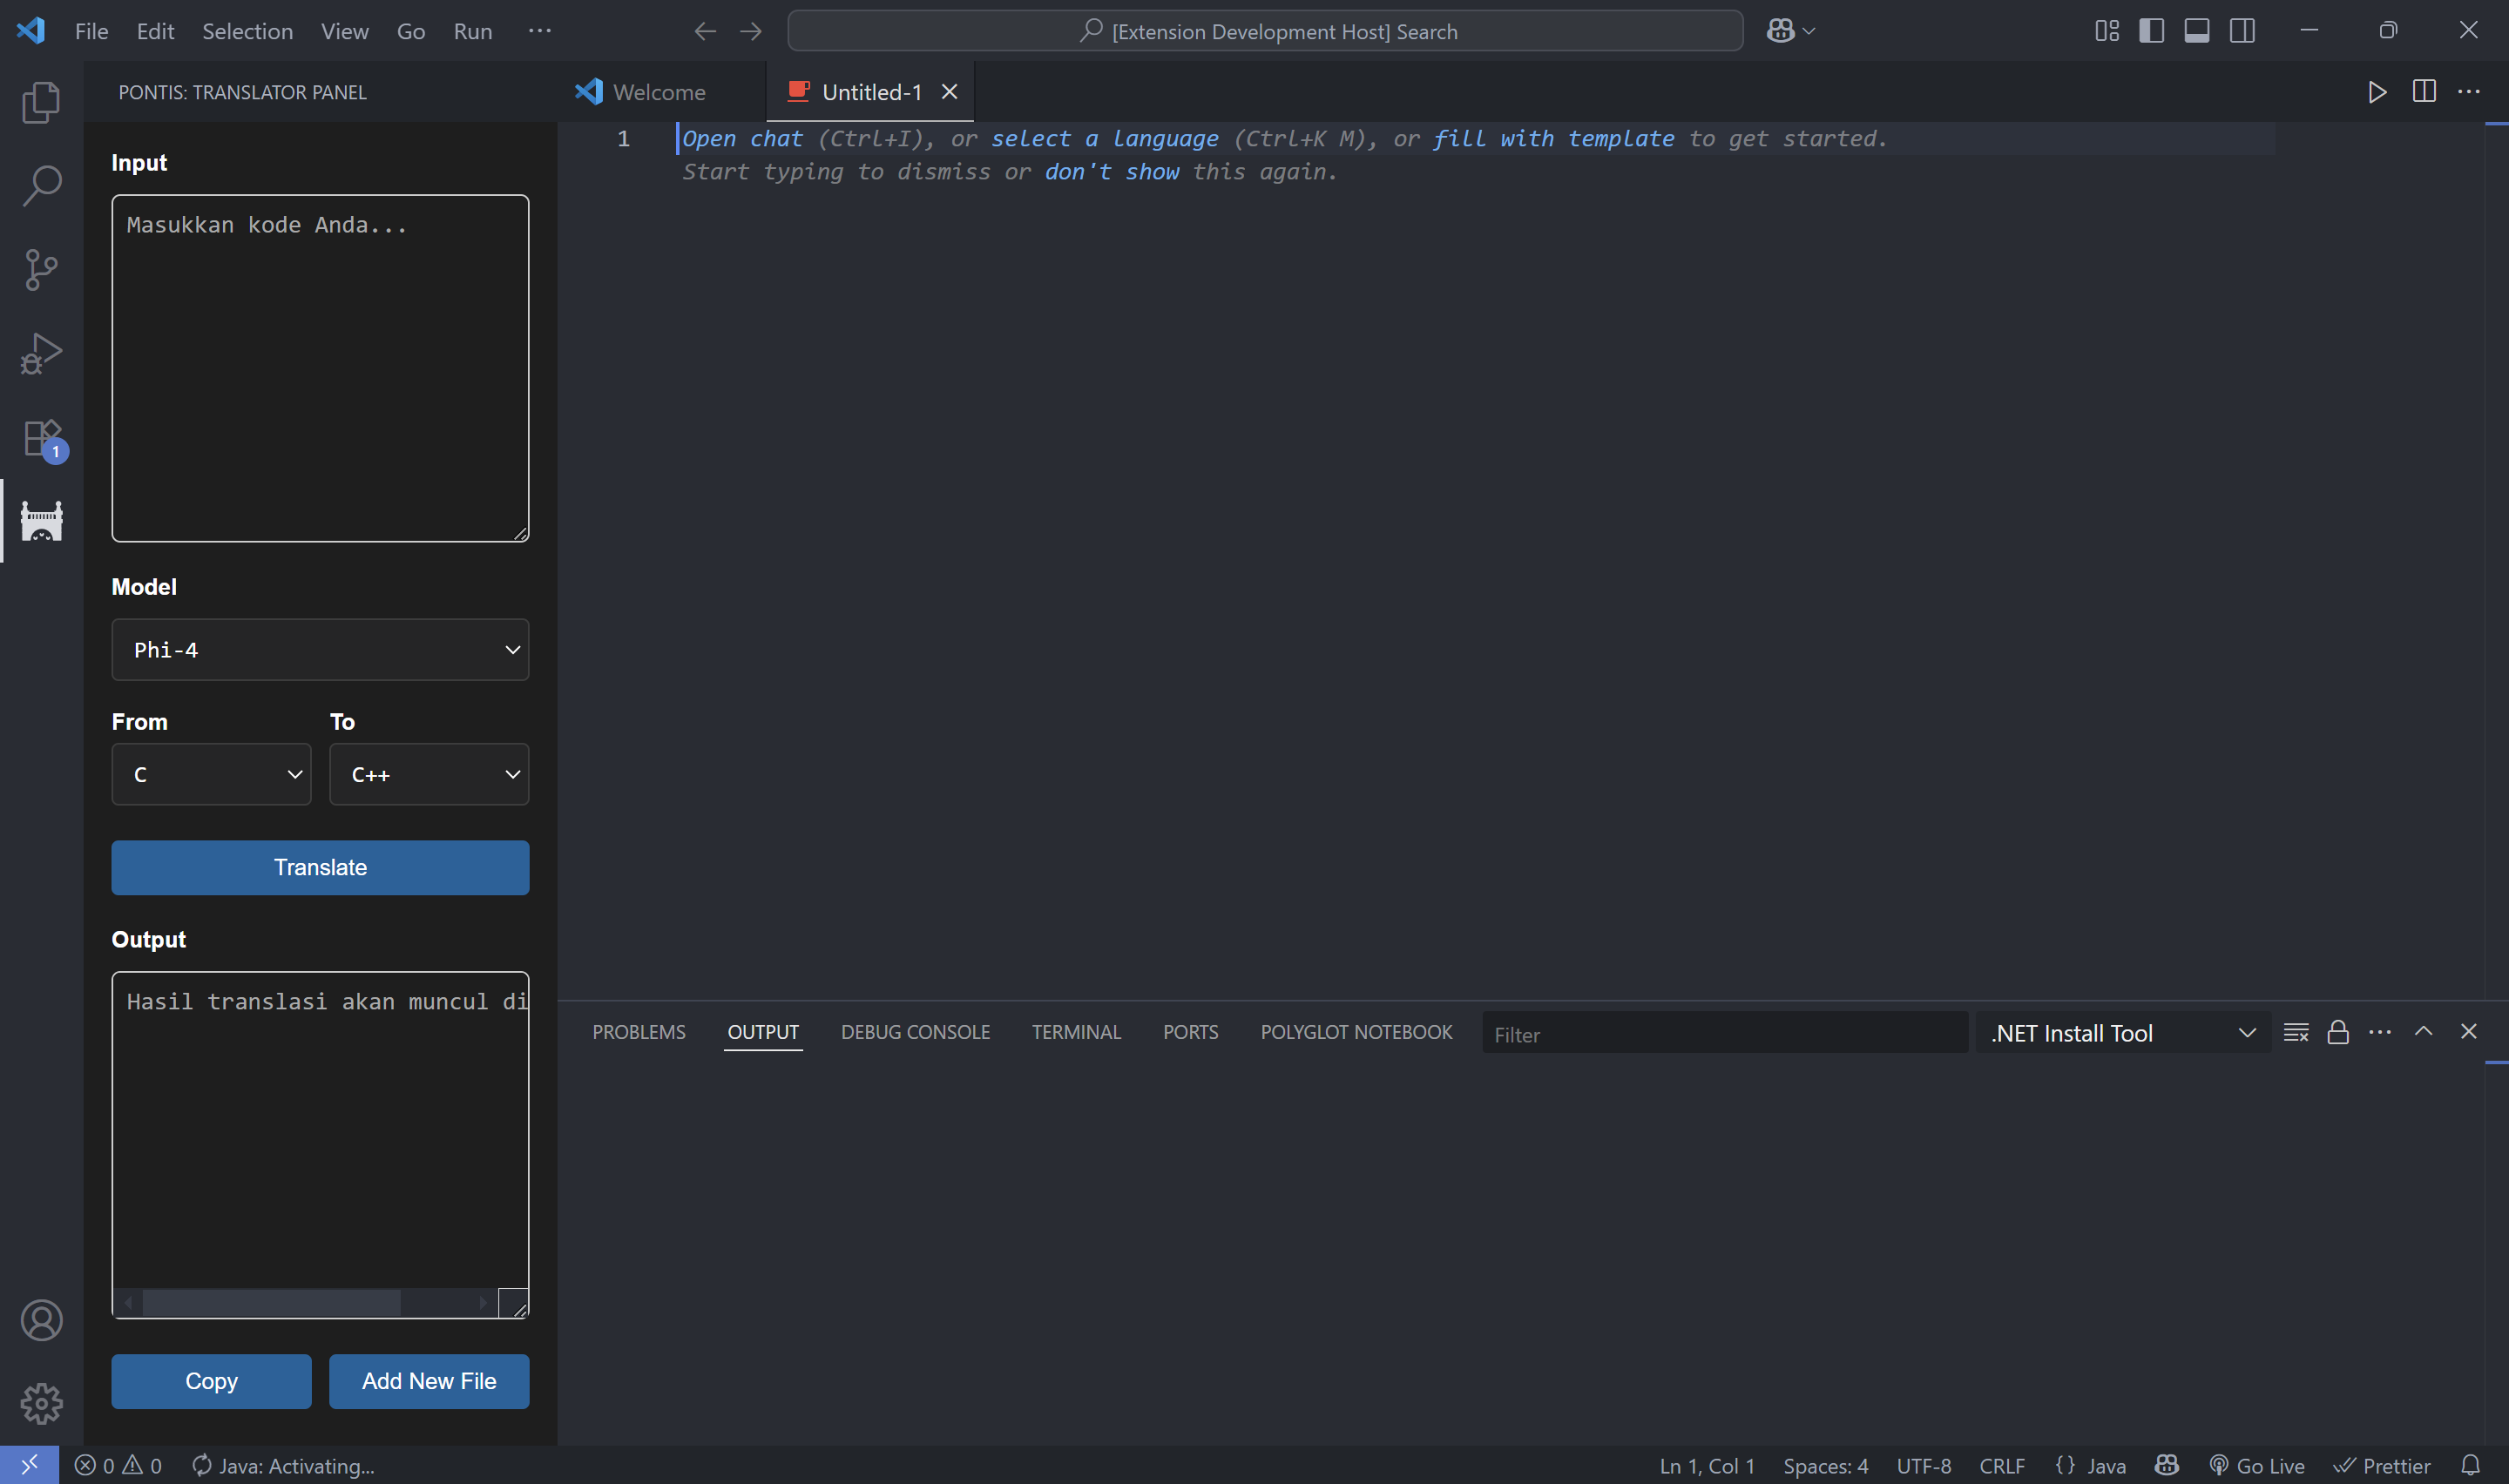 File Edit Selection View Go Run ···
[Extension Development Host] Search
PONTIS: TRANSLATOR PANEL
Welcome
Untitled-1
Input
Masukkan kode Anda...
Model
Phi-4
From To
C C++
Translate
Output
Hasil translasi akan muncul di
Copy Add New File
1
1 Open chat (Ctrl+I), or select a language (Ctrl+K M), or fill with template to get started.
Start typing to dismiss or don't show this again.
PROBLEMS OUTPUT DEBUG CONSOLE TERMINAL PORTS POLYGLOT NOTEBOOK Filter .NET Install Tool
0 0 Java: Activating... Ln 1, Col 1 Spaces: 4 UTF-8 CRLF {} Java Go Live Prettier